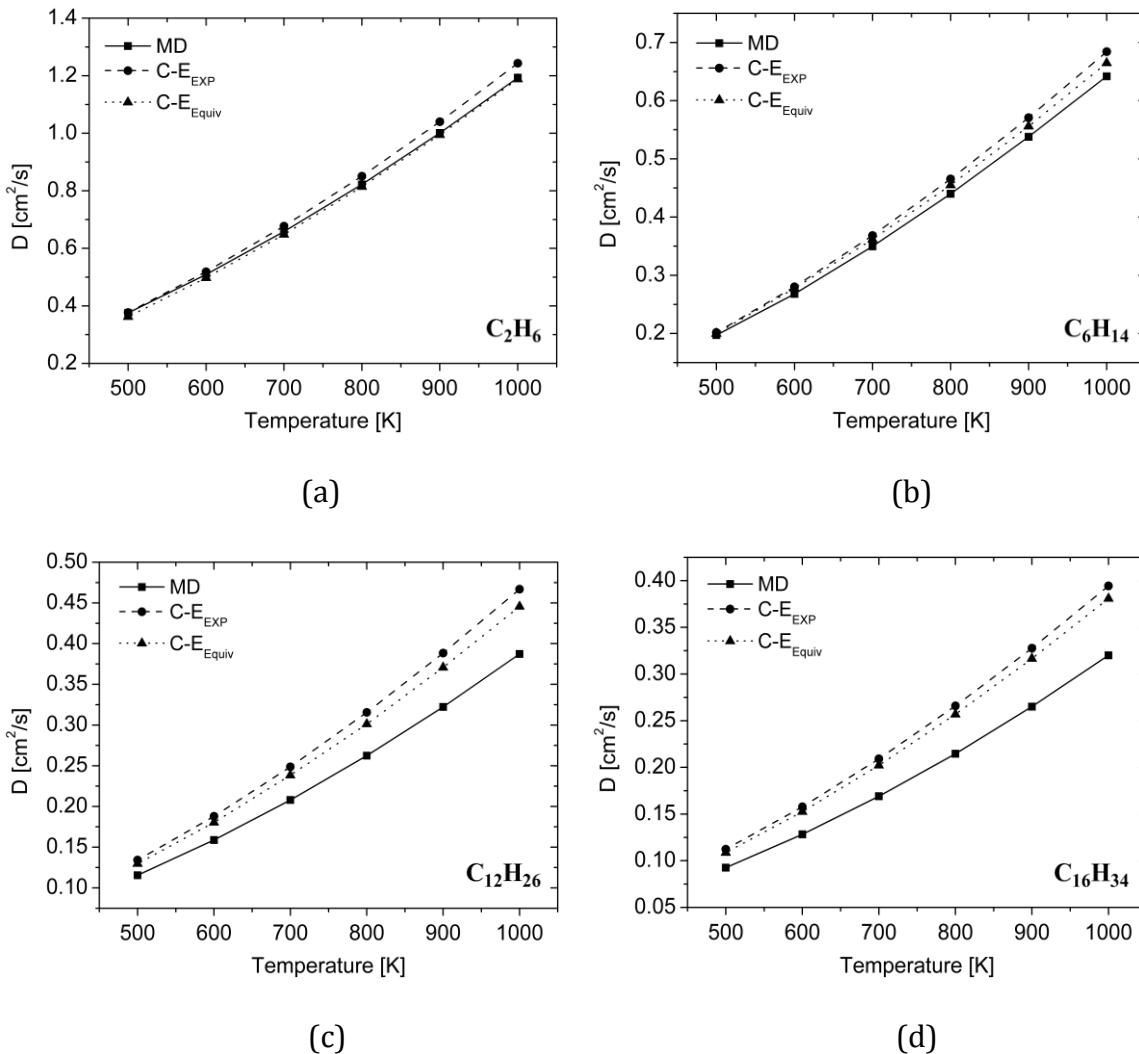 1.4
1.2
1.0
0.8
0.6
0.4
0.2
D [cm²/s]
MD
C-E_EXP
C-E_Equiv
C₂H₆
500 600 700 800 900 1000
Temperature [K]
(a)
0.7
0.6
0.5
0.4
0.3
0.2
D [cm²/s]
MD
C-E_EXP
C-E_Equiv
C₆H₁₄
500 600 700 800 900 1000
Temperature [K]
(b)
0.50
0.45
0.40
0.35
0.30
0.25
0.20
0.15
0.10
D [cm²/s]
MD
C-E_EXP
C-E_Equiv
C₁₂H₂₆
500 600 700 800 900 1000
Temperature [K]
(c)
0.40
0.35
0.30
0.25
0.20
0.15
0.10
0.05
D [cm²/s]
MD
C-E_EXP
C-E_Equiv
C₁₆H₃₄
500 600 700 800 900 1000
Temperature [K]
(d)